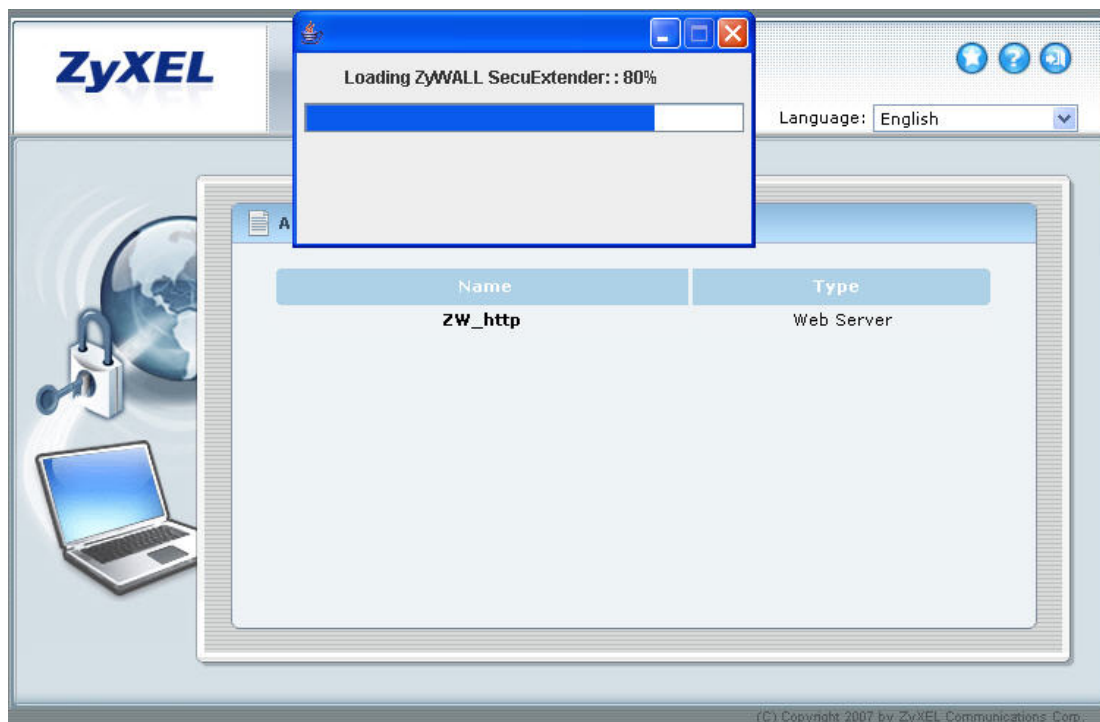 ZyXEL
Loading ZyWALL SecuExtender: : 80%
Language: English
A
Name Type
ZW_http Web Server
(C) Copyright 2007 by ZyXEL Communications Corp.